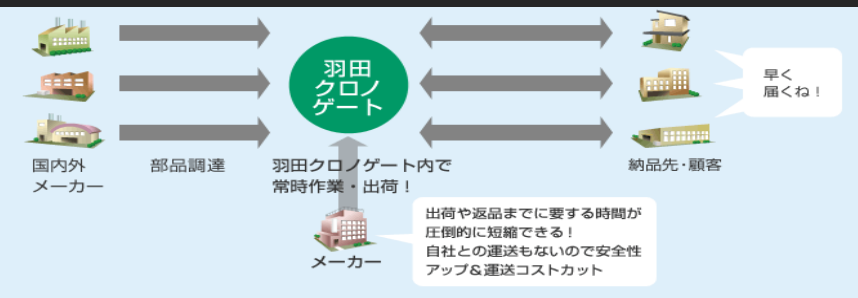 羽田
クロノ
ゲート
早く
届くね！
国内外
メーカー
部品調達
羽田クロノゲート内で
常時作業・出荷！
納品先・顧客
メーカー
出荷や返品までに要する時間が
圧倒的に短縮できる！
自社との運送もないので安全性
アップ＆運送コストカット